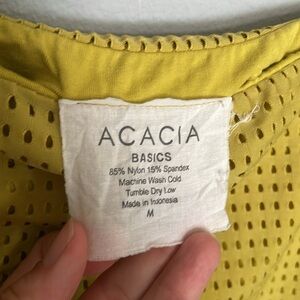 ACACIA
BASICS
85% Nylon 15% Spandex
Machine Wash Cold
Tumble Dry Low
Made in Indonesia
M